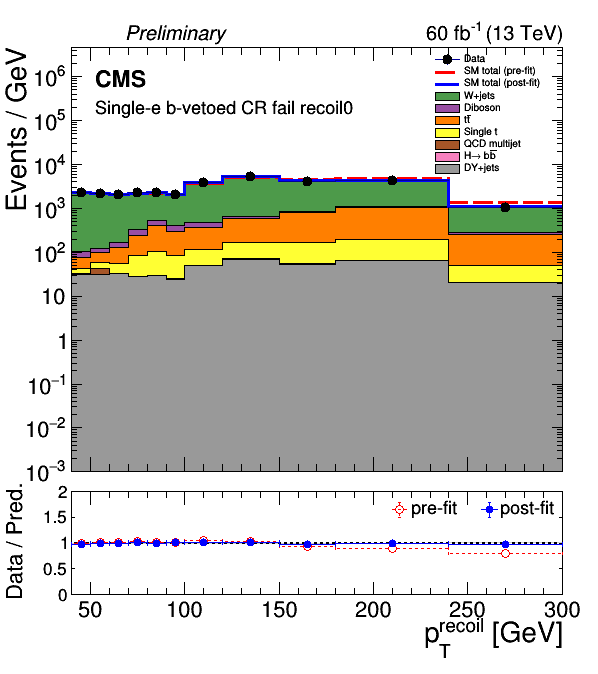 Preliminary 60 fb⁻¹ (13 TeV)
CMS
Single-e b-vetoed CR fail recoil0
Data
SM total (pre-fit)
SM total (post-fit)
W+jets
Diboson
tt̅
Single t
QCD multijet
H→ bb̅
DY+jets
Events / GeV
10⁶
10⁵
10⁴
10³
10²
10
1
10⁻¹
10⁻²
10⁻³
pre-fit post-fit
Data / Pred.
2
1.5
1
0.5
0
50 100 150 200 250 300
p_T^recoil [GeV]